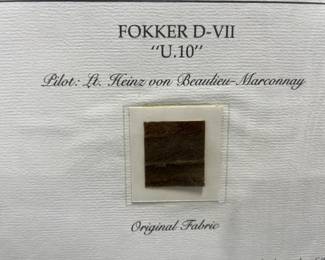 FOKKER D-VII
"U.10"
Pilot: Lt. Heinz von Beaulieu-Marconnay
Original Fabric